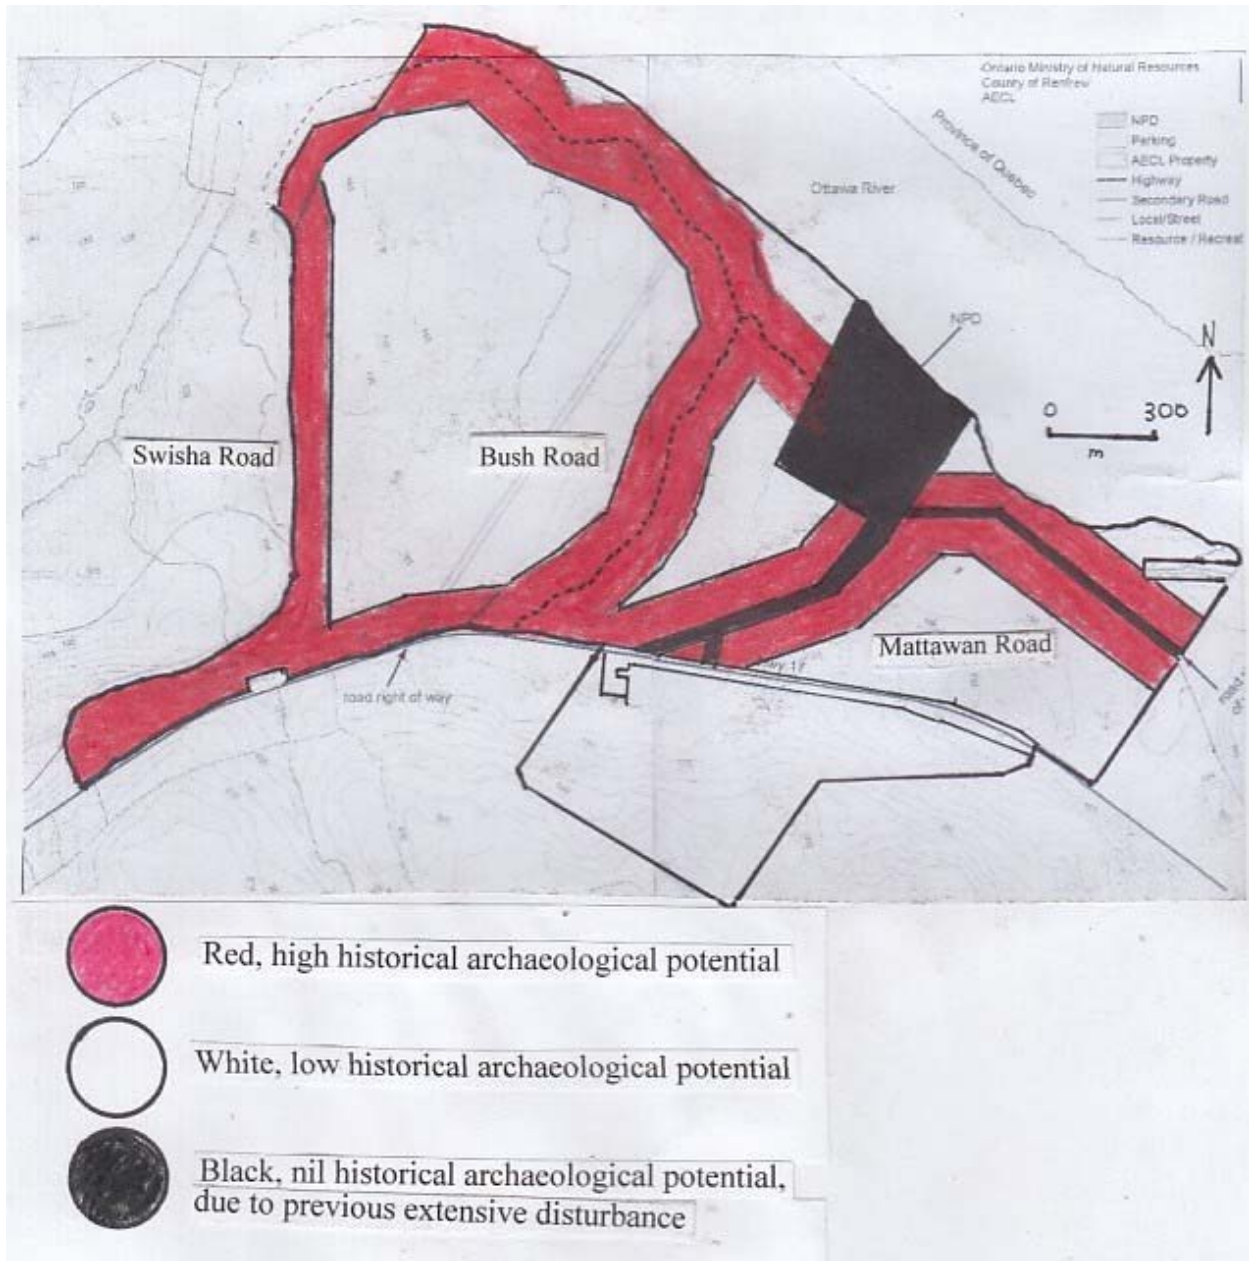 Ontario Ministry of Natural Resources
County of Renfrew
AECL
NPD
Parking
AECL Property
Highway
Secondary Road
Local/Street
Resource / Recreat
Province of Quebec
Ottawa River
NPD
N
0 300
m
Swisha Road
Bush Road
Mattawan Road
road right of way
Red, high historical archaeological potential
White, low historical archaeological potential
Black, nil historical archaeological potential,
due to previous extensive disturbance